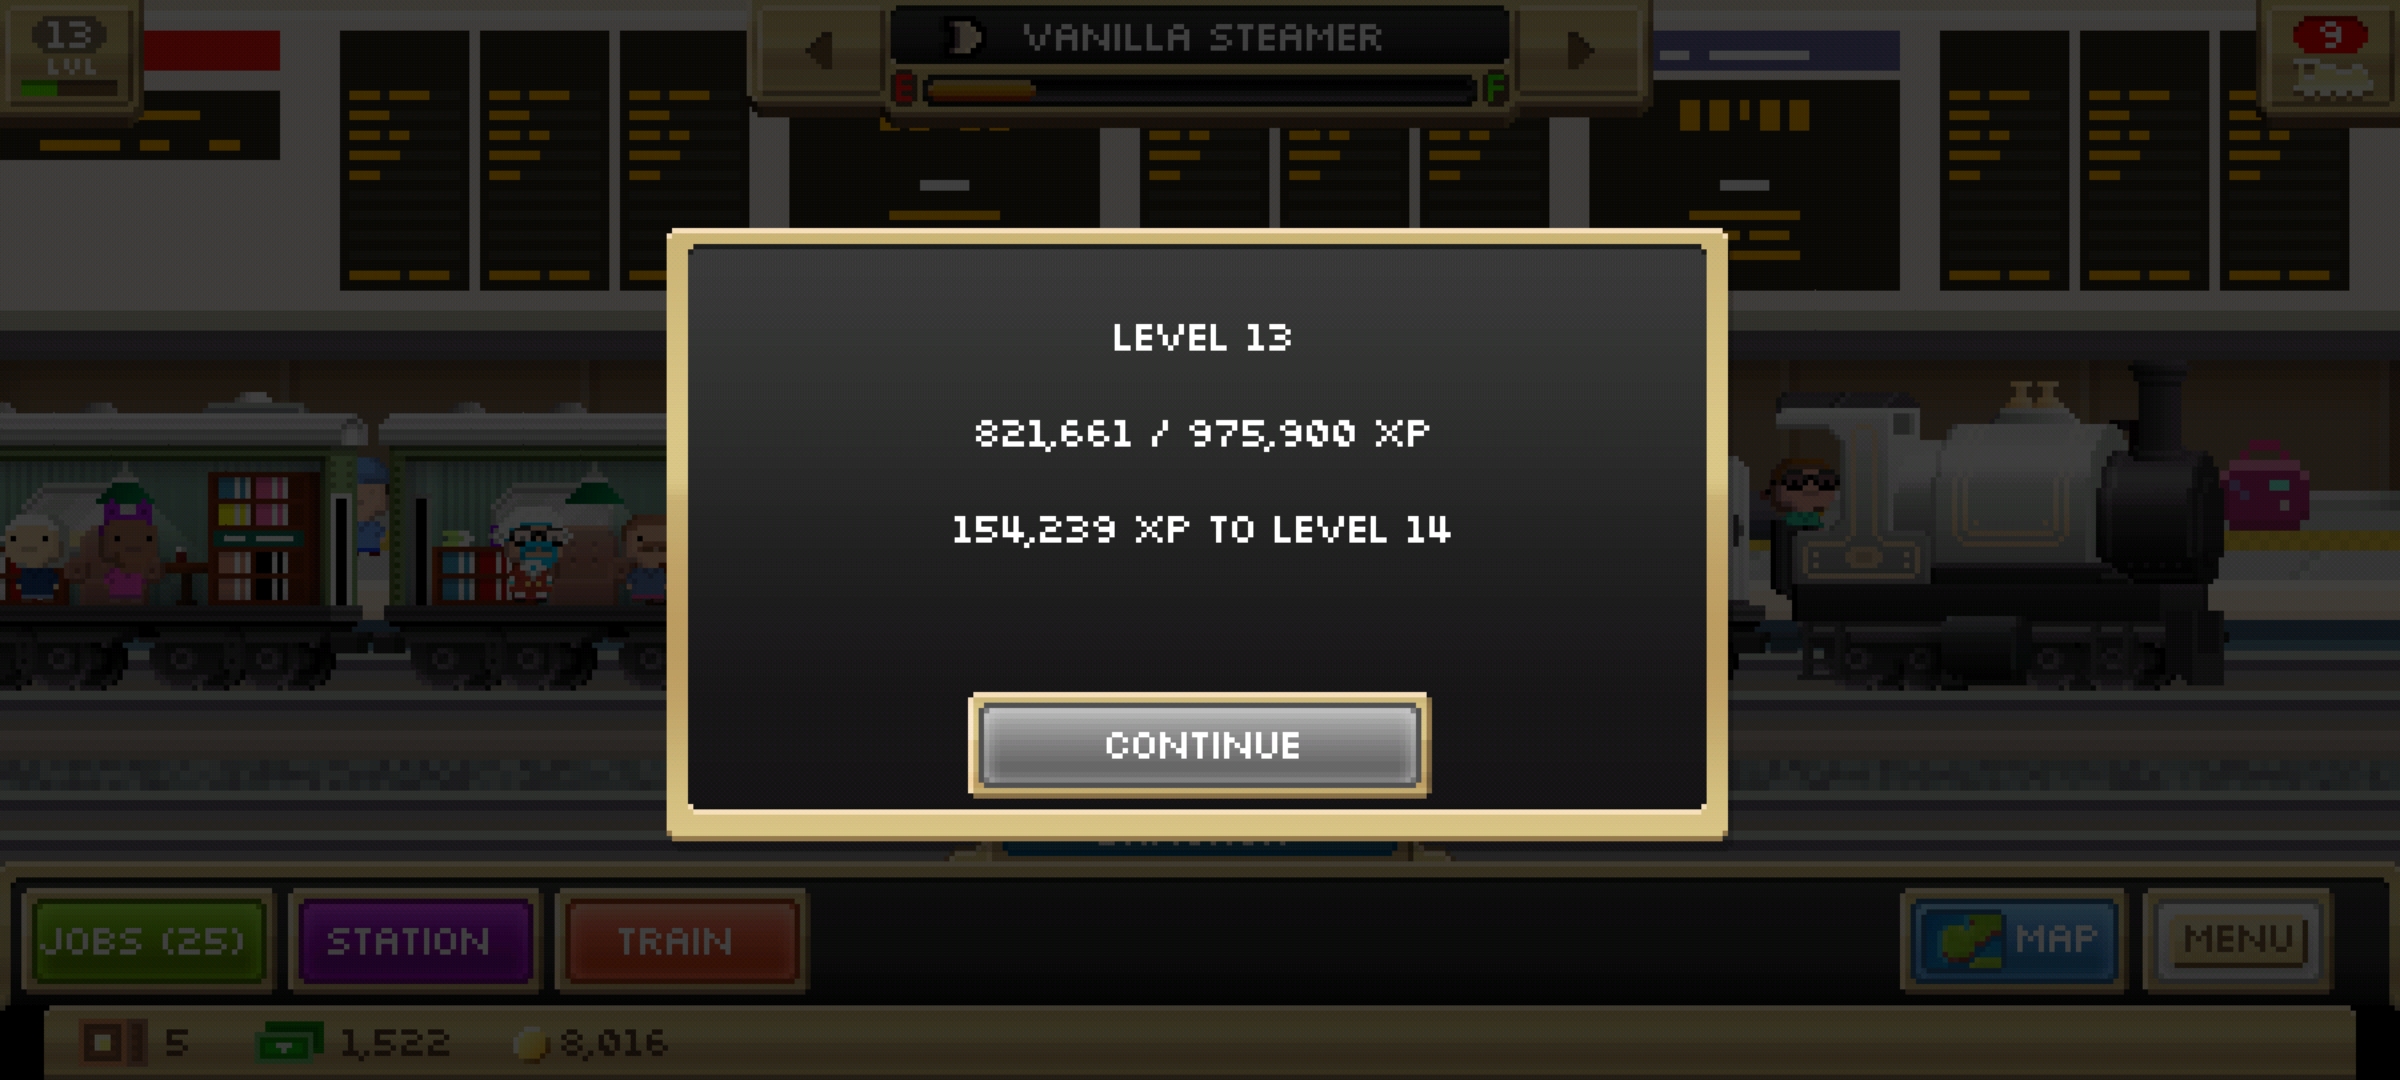 13
LVL
VANILLA STEAMER
E
F
9
LEVEL 13
821,661 / 975,900 XP
154,239 XP TO LEVEL 14
CONTINUE
JOBS (25)
STATION
TRAIN
MAP
MENU
5
1,522
8,016